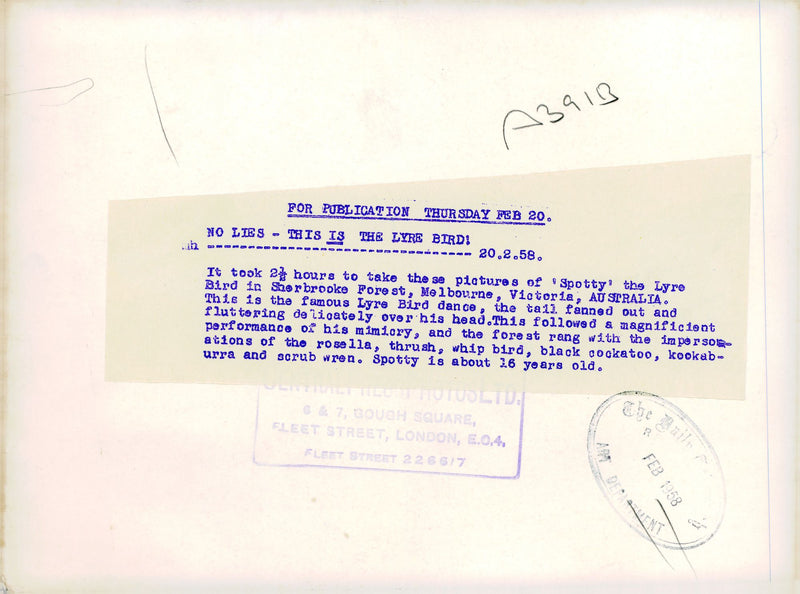 A391B
FOR PUBLICATION THURSDAY FEB 20.
NO LIES - THIS IS THE LYRE BIRD!
20.2.58.
It took 2½ hours to take these pictures of 'Spotty' the Lyre
Bird in Sherbrooke Forest, Melbourne, Victoria, AUSTRALIA.
This is the famous Lyre Bird dance, the tail fanned out and
fluttering delicately over his head.This followed a magnificent
performance of his mimicry, and the forest rang with the imperson-
ations of the rosella, thrush, whip bird, black cockatoo, kookab-
urra and scrub wren. Spotty is about 16 years old.
6 & 7, GOUGH SQUARE,
FLEET STREET, LONDON, E.C.4.
FLEET STREET 2266/7
The Daily
R
FEB 1958
ART DEPARTMENT